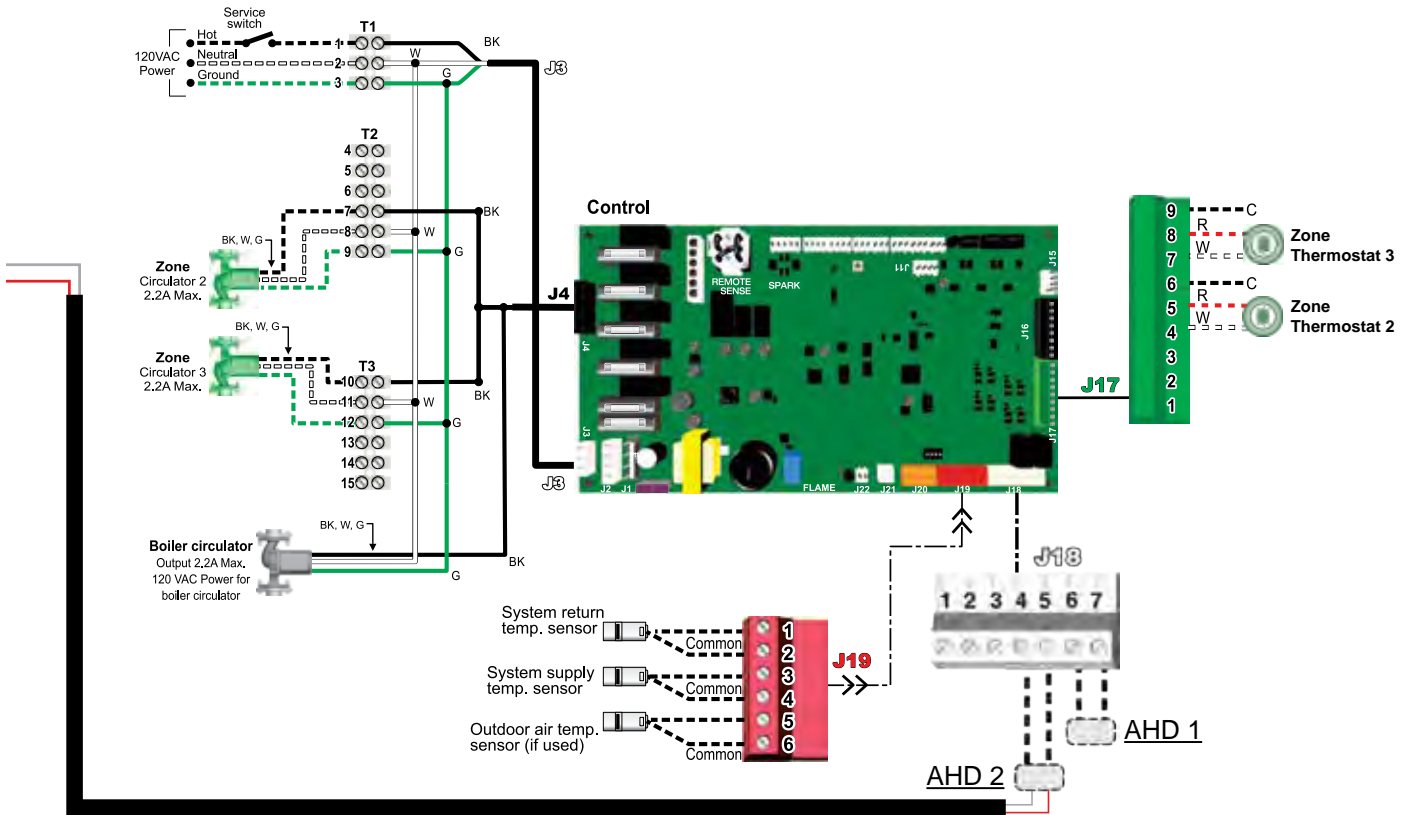 Service
switch
T1
Hot
120VAC
Power
Neutral
Ground
1
2
3
BK
W
G
J3
T2
4
5
6
7
8
9
BK
W
G
BK, W, G
Zone
Circulator 2
2.2A Max.
BK, W, G
Zone
Circulator 3
2.2A Max.
T3
10
11
12
13
14
15
BK
W
G
J4
J3
BK, W, G
Boiler circulator
Output 2.2A Max.
120 VAC Power for
boiler circulator
BK
G
Control
REMOTE
SENSE
SPARK
J11
J15
J16
J17
J4
J3
J2
J1
FLAME
J22
J21
J20
J19
J18
J17
9
8
7
6
5
4
3
2
1
C
R
W
Zone
Thermostat 3
C
R
W
Zone
Thermostat 2
J18
1 2 3 4 5 6 7
AHD 1
AHD 2
System return
temp. sensor
Common
System supply
temp. sensor
Common
Outdoor air temp.
sensor (if used)
Common
1
2
3
4
5
6
J19